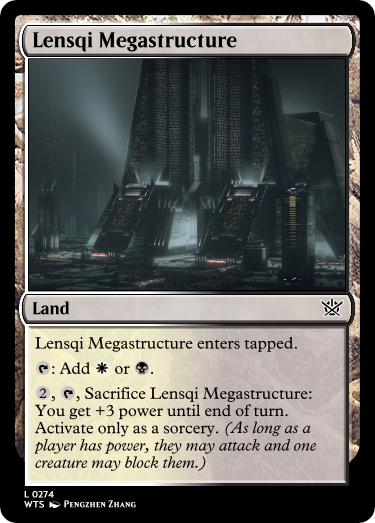 Lensqi Megastructure
Land
Lensqi Megastructure enters tapped.
: Add or .
2, , Sacrifice Lensqi Megastructure:
You get +3 power until end of turn.
Activate only as a sorcery. (As long as a
player has power, they may attack and one
creature may block them.)
L 0274
WTS Pengzhen Zhang